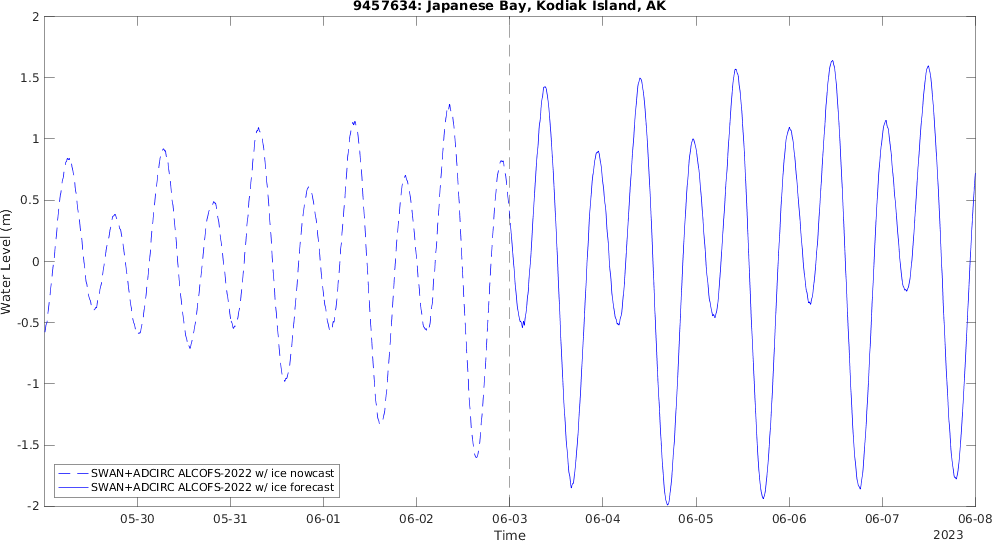 9457634: Japanese Bay, Kodiak Island, AK
2
1.5
1
0.5
0
-0.5
-1
-1.5
-2
Water Level (m)
SWAN+ADCIRC ALCOFS-2022 w/ ice nowcast
SWAN+ADCIRC ALCOFS-2022 w/ ice forecast
05-30 05-31 06-01 06-02 06-03 06-04 06-05 06-06 06-07 06-08
Time
2023